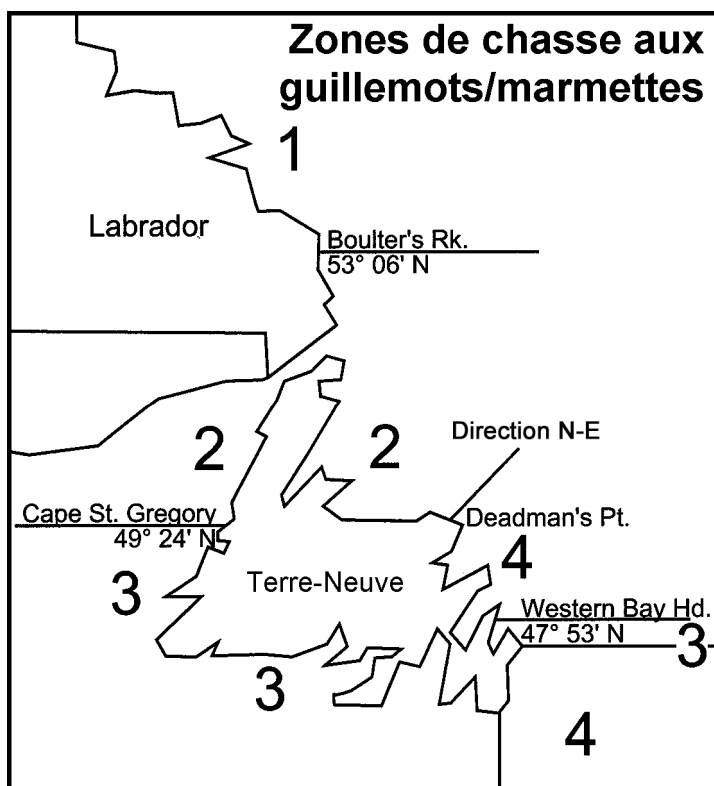 Zones de chasse aux
guillemots/marmettes
1
Labrador
Boulter's Rk.
53° 06' N
2
2
Direction N-E
Cape St. Gregory
49° 24' N
Deadman's Pt.
4
3
Terre-Neuve
Western Bay Hd.
47° 53' N
3
3
4